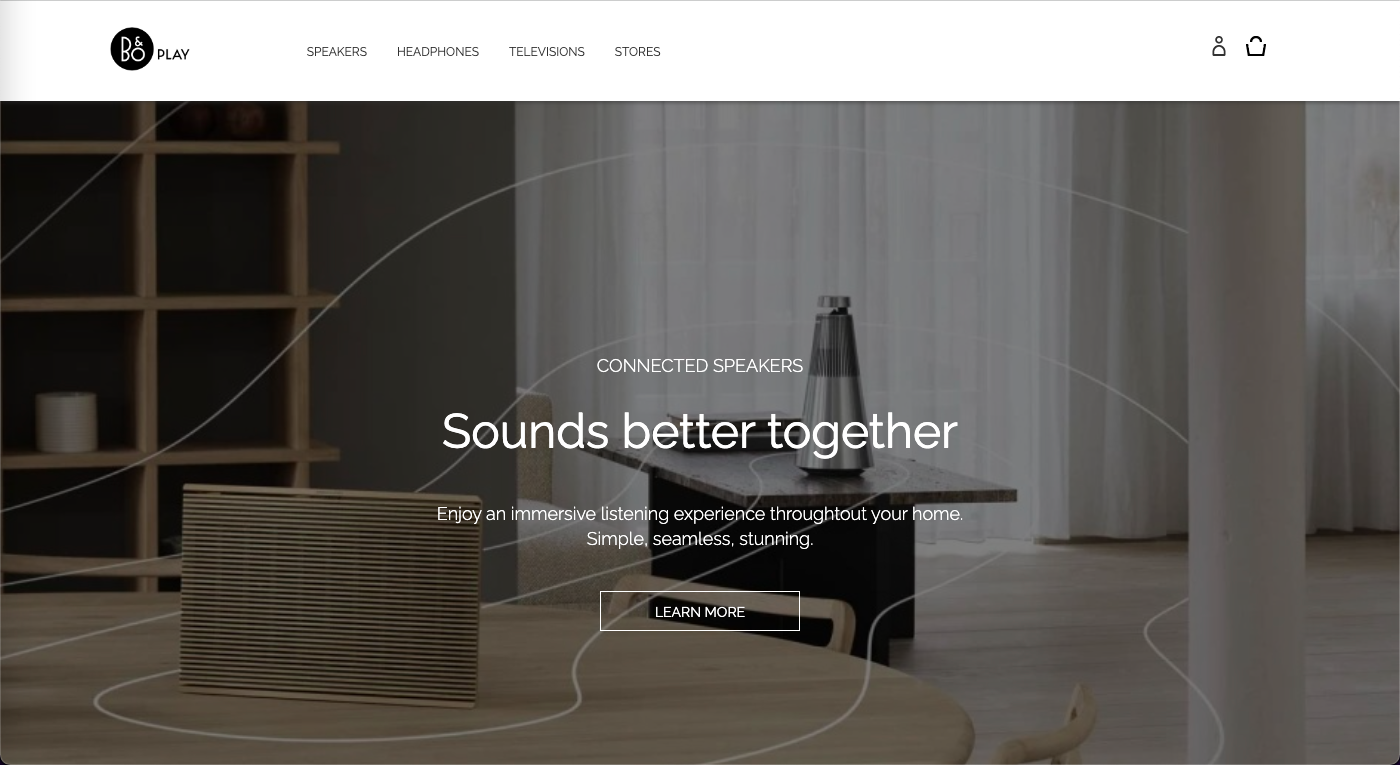 B&
BO PLAY
SPEAKERS HEADPHONES TELEVISIONS STORES
CONNECTED SPEAKERS
Sounds better together
Enjoy an immersive listening experience throughtout your home.
Simple, seamless, stunning.
LEARN MORE